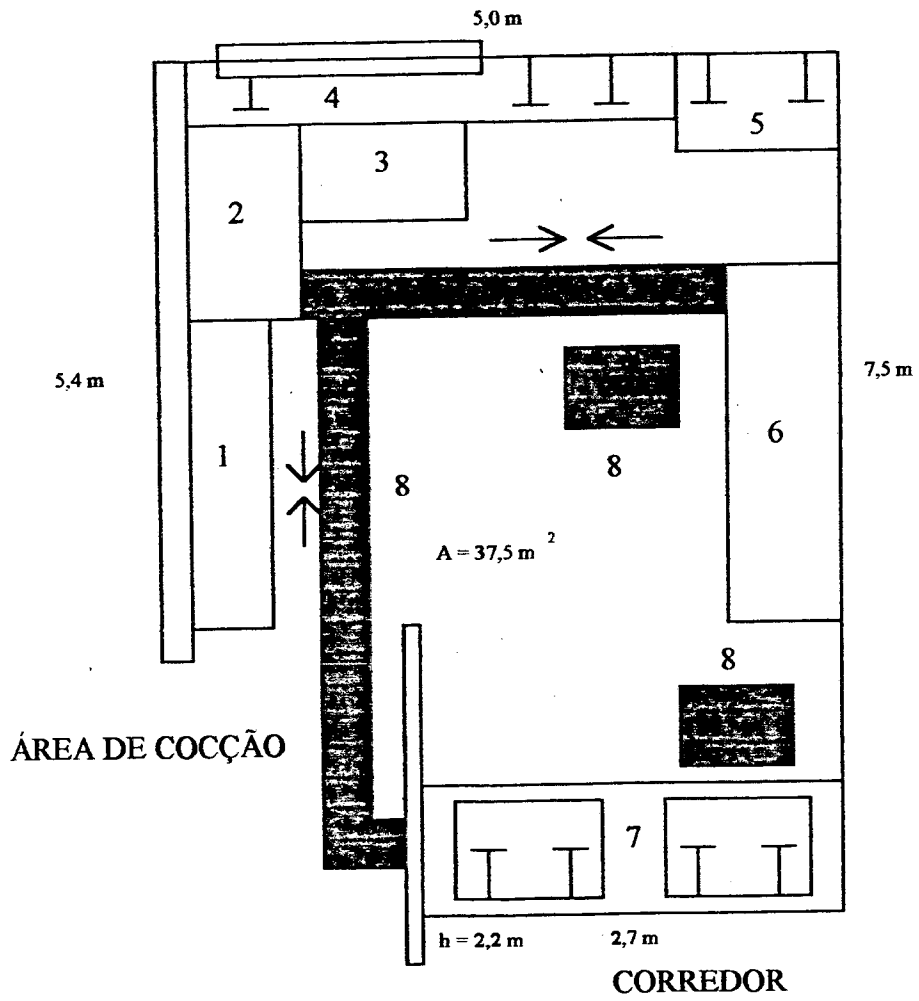 5,0 m
4
5
3
2
5,4 m
7,5 m
1
6
8
8
A = 37,5 m 2
8
ÁREA DE COCÇÃO
7
h = 2,2 m
2,7 m
CORREDOR